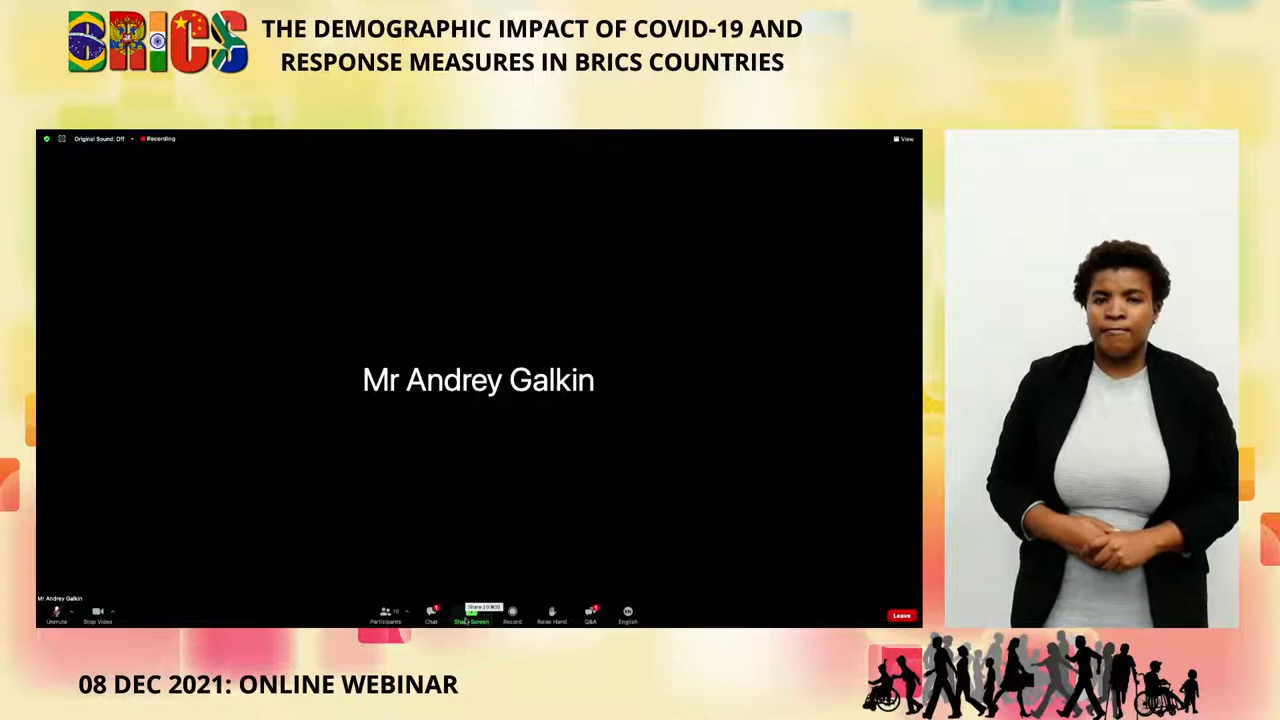 BRICS
THE DEMOGRAPHIC IMPACT OF COVID-19 AND
RESPONSE MEASURES IN BRICS COUNTRIES
Original Sound: Off
Recording
View
Mr Andrey Galkin
Mr Andrey Galkin
Unmute
Stop Video
Participants
Chat
Share Screen
Record
Raise Hand
Q&A
English
Leave
08 DEC 2021: ONLINE WEBINAR